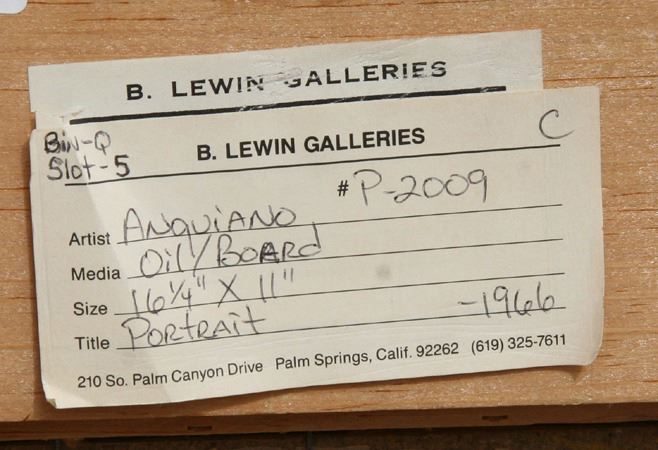 B. LEWIN GALLERIES
Bin-Q
Slot-5
B. LEWIN GALLERIES
C
# P-2009
Artist ANQUIANO
Media Oil/BOARD
Size 16 1/4" X 11"
Title PORTRAIT -1966
210 So. Palm Canyon Drive Palm Springs, Calif. 92262 (619) 325-7611